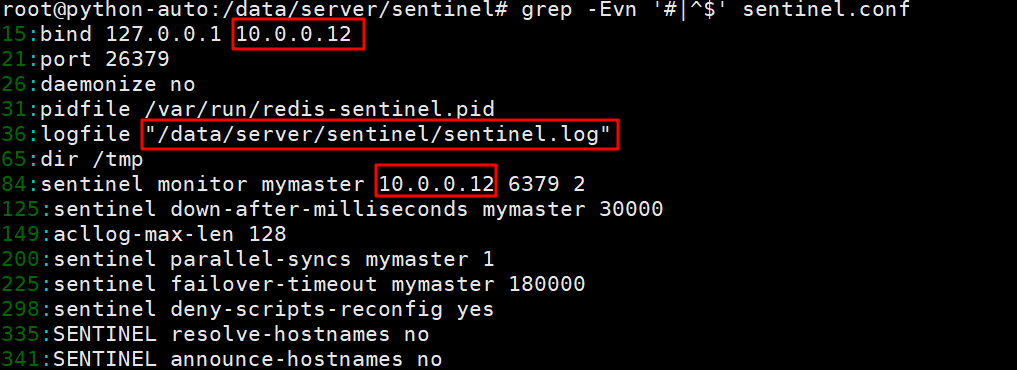 root@python-auto:/data/server/sentinel# grep -Evn '#|^$' sentinel.conf
15:bind 127.0.0.1 10.0.0.12
21:port 26379
26:daemonize no
31:pidfile /var/run/redis-sentinel.pid
36:logfile "/data/server/sentinel/sentinel.log"
65:dir /tmp
84:sentinel monitor mymaster 10.0.0.12 6379 2
125:sentinel down-after-milliseconds mymaster 30000
149:acllog-max-len 128
200:sentinel parallel-syncs mymaster 1
225:sentinel failover-timeout mymaster 180000
298:sentinel deny-scripts-reconfig yes
335:SENTINEL resolve-hostnames no
341:SENTINEL announce-hostnames no